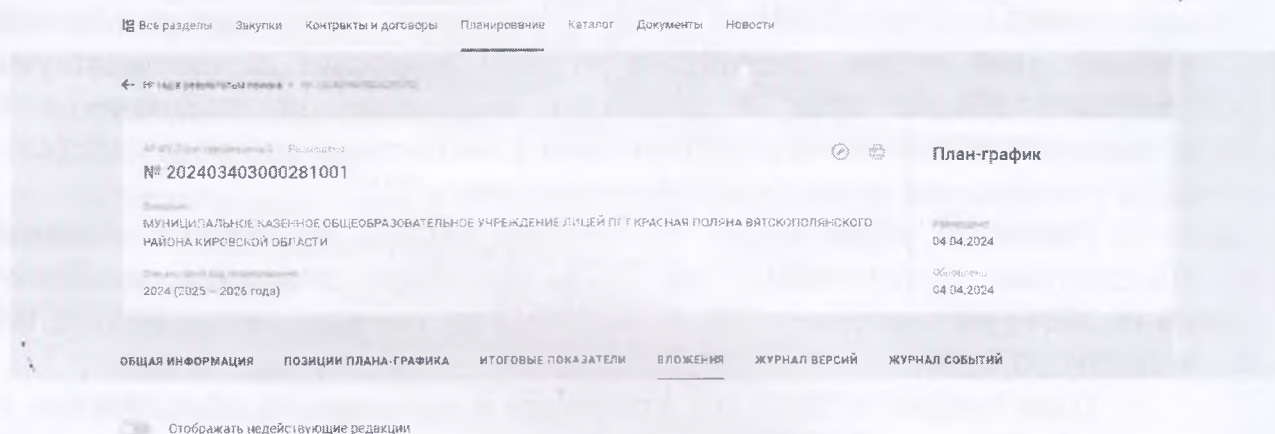 Все разделы Закупки Контракты и договоры Планирование Каталог Документы Новости
№ 202403403000281001
План-график
МУНИЦИПАЛЬНОЕ КАЗЕННОЕ ОБЩЕОБРАЗОВАТЕЛЬНОЕ УЧРЕЖДЕНИЕ ЛИЦЕЙ ПГТ КРАСНАЯ ПОЛЯНА ВЯТСКОПОЛЯНСКОГО
РАЙОНА КИРОВСКОЙ ОБЛАСТИ
Размещено
04.04.2024
2024 (2025 – 2026 года)
Обновлено
04.04.2024
ОБЩАЯ ИНФОРМАЦИЯ ПОЗИЦИИ ПЛАНА-ГРАФИКА ИТОГОВЫЕ ПОКАЗАТЕЛИ ВЛОЖЕНИЯ ЖУРНАЛ ВЕРСИЙ ЖУРНАЛ СОБЫТИЙ
Отображать недействующие редакции